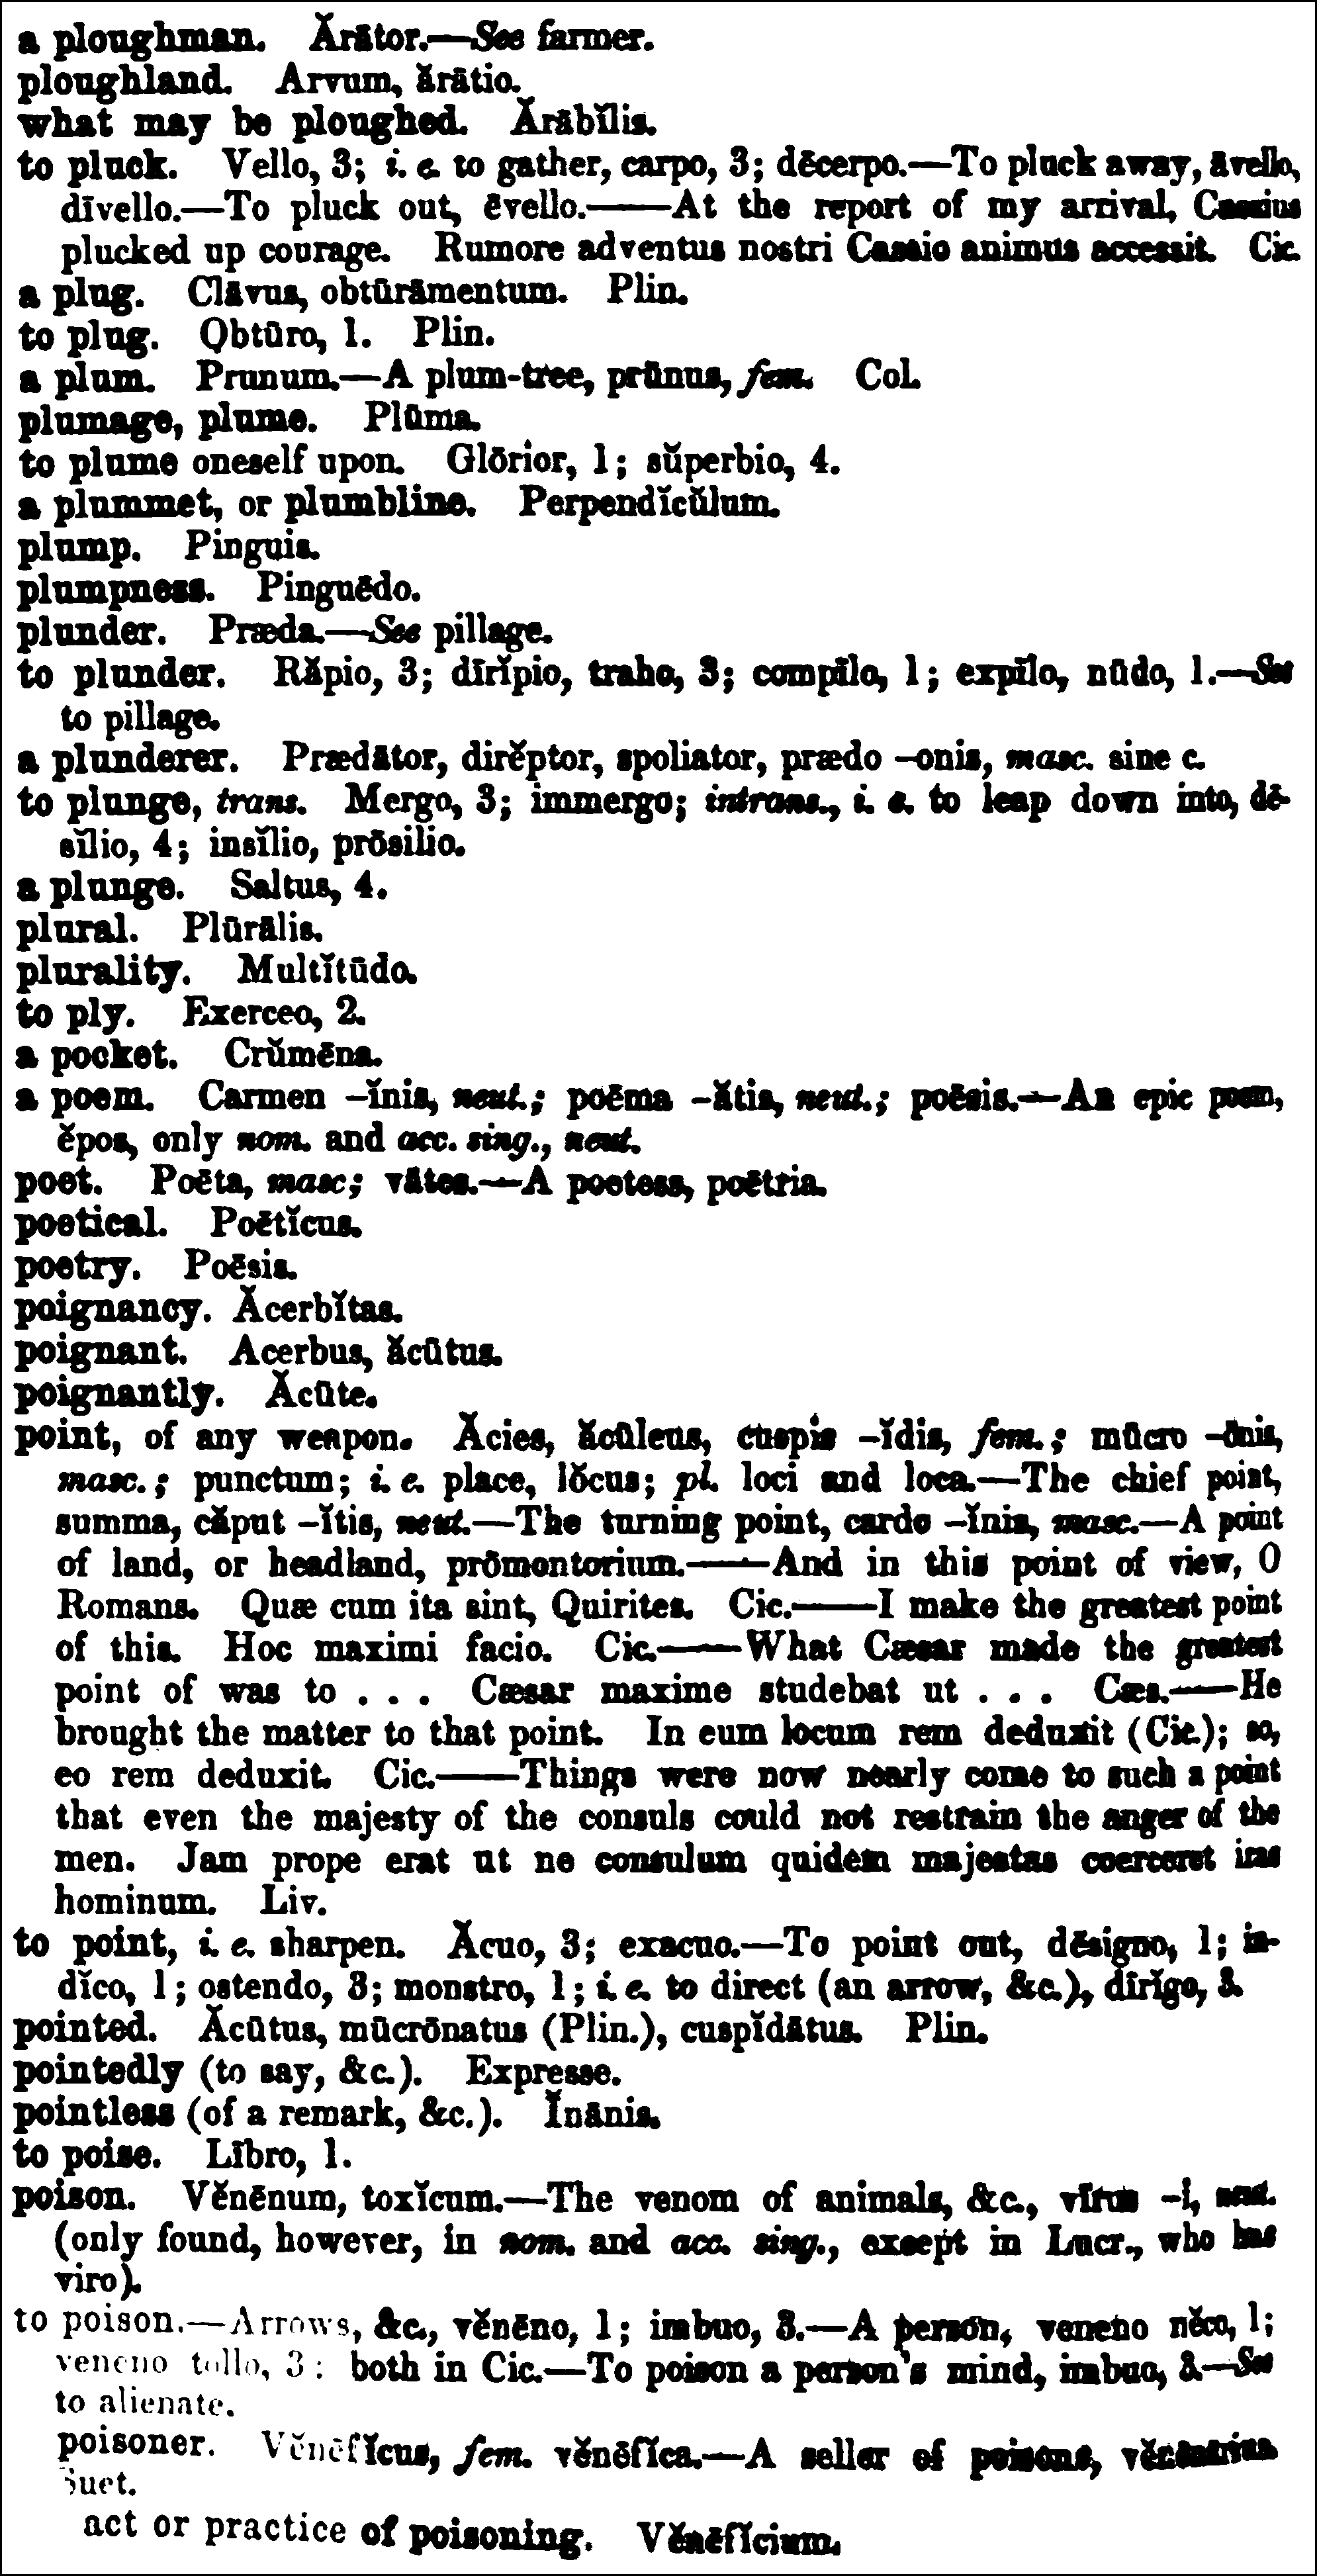 a ploughman. Ărātor.—See farmer.
ploughland. Arvum, ărātio.
what may be ploughed. Ărābĭlis.
to pluck. Vello, 3; i. e. to gather, carpo, 3; dēcerpo.—To pluck away, āvello,
dīvello.—To pluck out, ēvello.——At the report of my arrival, Cassius
plucked up courage. Rumore adventus nostri Cassio animus accessit. Cic.
a plug. Clāvus, obtūrāmentum. Plin.
to plug. Obtūro, 1. Plin.
a plum. Prunum.—A plum-tree, prūnus, fem. Col.
plumage, plume. Plūma.
to plume oneself upon. Glōrior, 1; sŭperbio, 4.
a plummet, or plumbline. Perpendĭcŭlum.
plump. Pinguis.
plumpness. Pinguēdo.
plunder. Præda.—See pillage.
to plunder. Răpio, 3; dīrĭpio, traho, 3; compīlo, 1; expīlo, nūdo, 1.—See
to pillage.
a plunderer. Prædātor, dirĕptor, spoliator, prædo –onis, masc. sine c.
to plunge, trans. Mergo, 3; immergo; intrans., i. e. to leap down into, dē-
sĭlio, 4; insĭlio, prōsilio.
a plunge. Saltus, 4.
plural. Plūrālis.
plurality. Multĭtūdo.
to ply. Exerceo, 2.
a pocket. Crŭmēna.
a poem. Carmen –ĭnis, neut.; poēma –ătis, neut.; poēsis.—An epic poem,
ĕpos, only nom. and acc. sing., neut.
poet. Poēta, masc; vātes.—A poetess, poētria.
poetical. Poētĭcus.
poetry. Poēsis.
poignancy. Ăcerbĭtas.
poignant. Acerbus, ăcūtus.
poignantly. Ăcūte.
point, of any weapon. Ăcies, ăcūleus, cuspis –ĭdis, fem.; mūcro –ōnis,
masc.; punctum; i. e. place, lŏcus; pl. loci and loca.—The chief point,
summa, căput –ĭtis, neut.—The turning point, cardo –ĭnis, masc.—A point
of land, or headland, prōmontorium.——And in this point of view, O
Romans. Quæ cum ita sint, Quirites. Cic.——I make the greatest point
of this. Hoc maximi facio. Cic.——What Cæsar made the greatest
point of was to . . . Cæsar maxime studebat ut . . . Cæs.——He
brought the matter to that point. In eum locum rem deduxit (Cic.); so,
eo rem deduxit. Cic.——Things were now nearly come to such a point
that even the majesty of the consuls could not restrain the anger of the
men. Jam prope erat ut ne consulum quidem majestas coerceret iras
hominum. Liv.
to point, i. e. sharpen. Ăcuo, 3; exacuo.—To point out, dēsigno, 1; in-
dĭco, 1; ostendo, 3; monstro, 1; i. e. to direct (an arrow, &c.), dīrĭgo, 3.
pointed. Ăcūtus, mūcrōnatus (Plin.), cuspĭdātus. Plin.
pointedly (to say, &c.). Expresse.
pointless (of a remark, &c.). Ĭnānis.
to poise. Lībro, 1.
poison. Vĕnēnum, toxĭcum.—The venom of animals, &c., vīrus –i, neut.
(only found, however, in nom. and acc. sing., except in Lucr., who has
viro).
to poison.—Arrows, &c., vĕnēno, 1; imbuo, 3.—A person, veneno nĕco, 1;
veneno tollo, 3: both in Cic.—To poison a person's mind, imbuo, 3.—See
to alienate.
poisoner. Vĕnēfĭcus, fem. vĕnēfĭca.—A seller of poisons, vĕnēnārius.
Suet.
act or practice of poisoning. Vĕnēfĭcium.